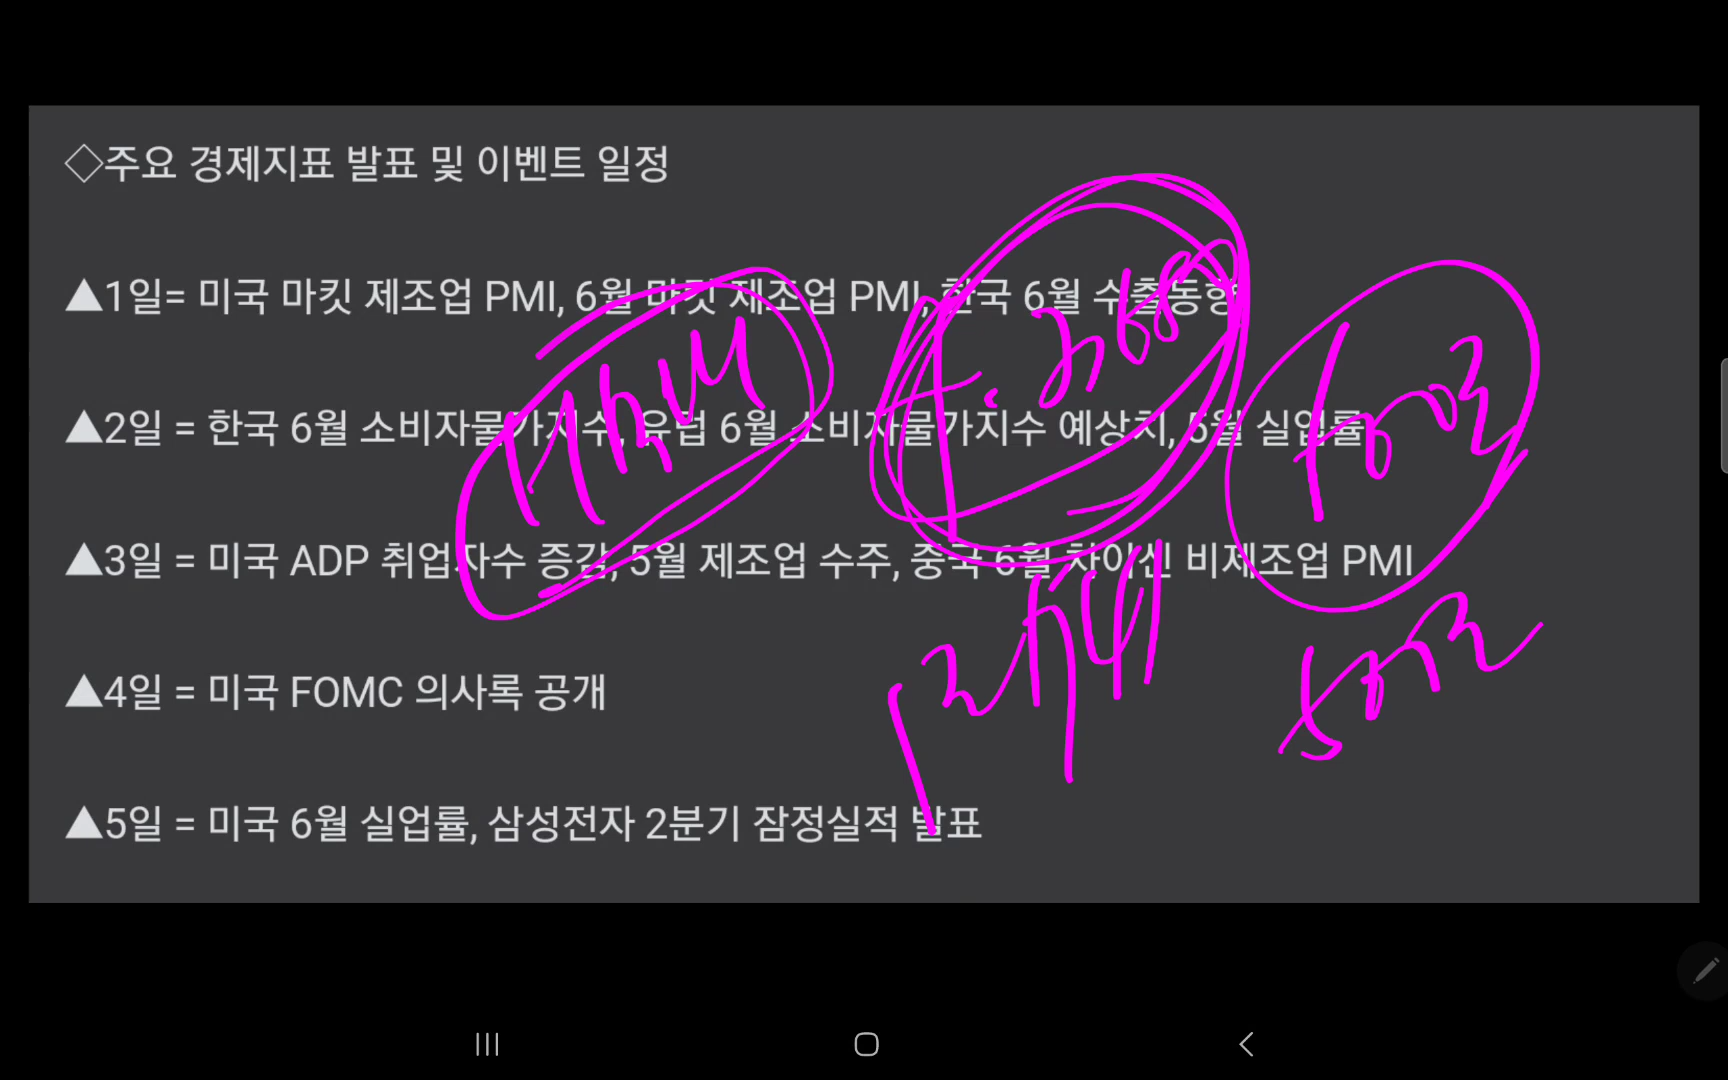 ◇주요 경제지표 발표 및 이벤트 일정
▲1일= 미국 마킷 제조업 PMI, 6월 마킷 제조업 PMI, 한국 6월 수출동향
▲2일 = 한국 6월 소비자물가지수, 유럽 6월 소비자물가지수 예상치, 5월 실업률
▲3일 = 미국 ADP 취업자수 증감, 5월 제조업 수주, 중국 6월 차이신 비제조업 PMI
▲4일 = 미국 FOMC 의사록 공개
▲5일 = 미국 6월 실업률, 삼성전자 2분기 잠정실적 발표